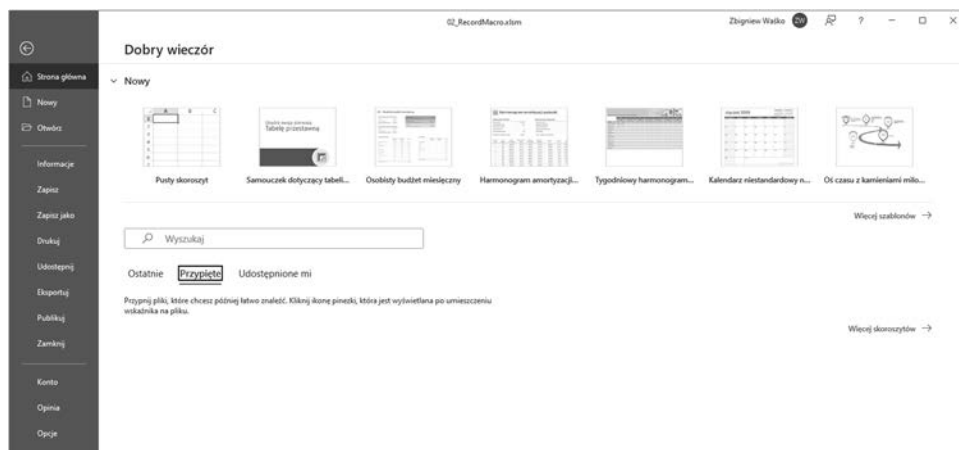 02_RecordMacro.xlsm
Zbigniew Waśko ZW ?
Dobry wieczór
Strona główna
Nowy
Otwórz
Informacje
Zapisz
Zapisz jako
Drukuj
Udostępnij
Eksportuj
Publikuj
Zamknij
Konto
Opinia
Opcje
Nowy
A B C
Tabelę przestawną
Pusty skoroszyt
Samouczek dotyczący tabeli...
Osobisty budżet miesięczny
Harmonogram amortyzacji...
Tygodniowy harmonogram...
Kalendarz niestandardowy n...
Oś czasu z kamieniami milo...
Więcej szablonów
Wyszukaj
Ostatnie Przypięte Udostępnione mi
Przypnij pliki, które chcesz później łatwo znaleźć. Kliknij ikonę pinezki, która jest wyświetlana po umieszczeniu
wskaźnika na pliku.
Więcej skoroszytów